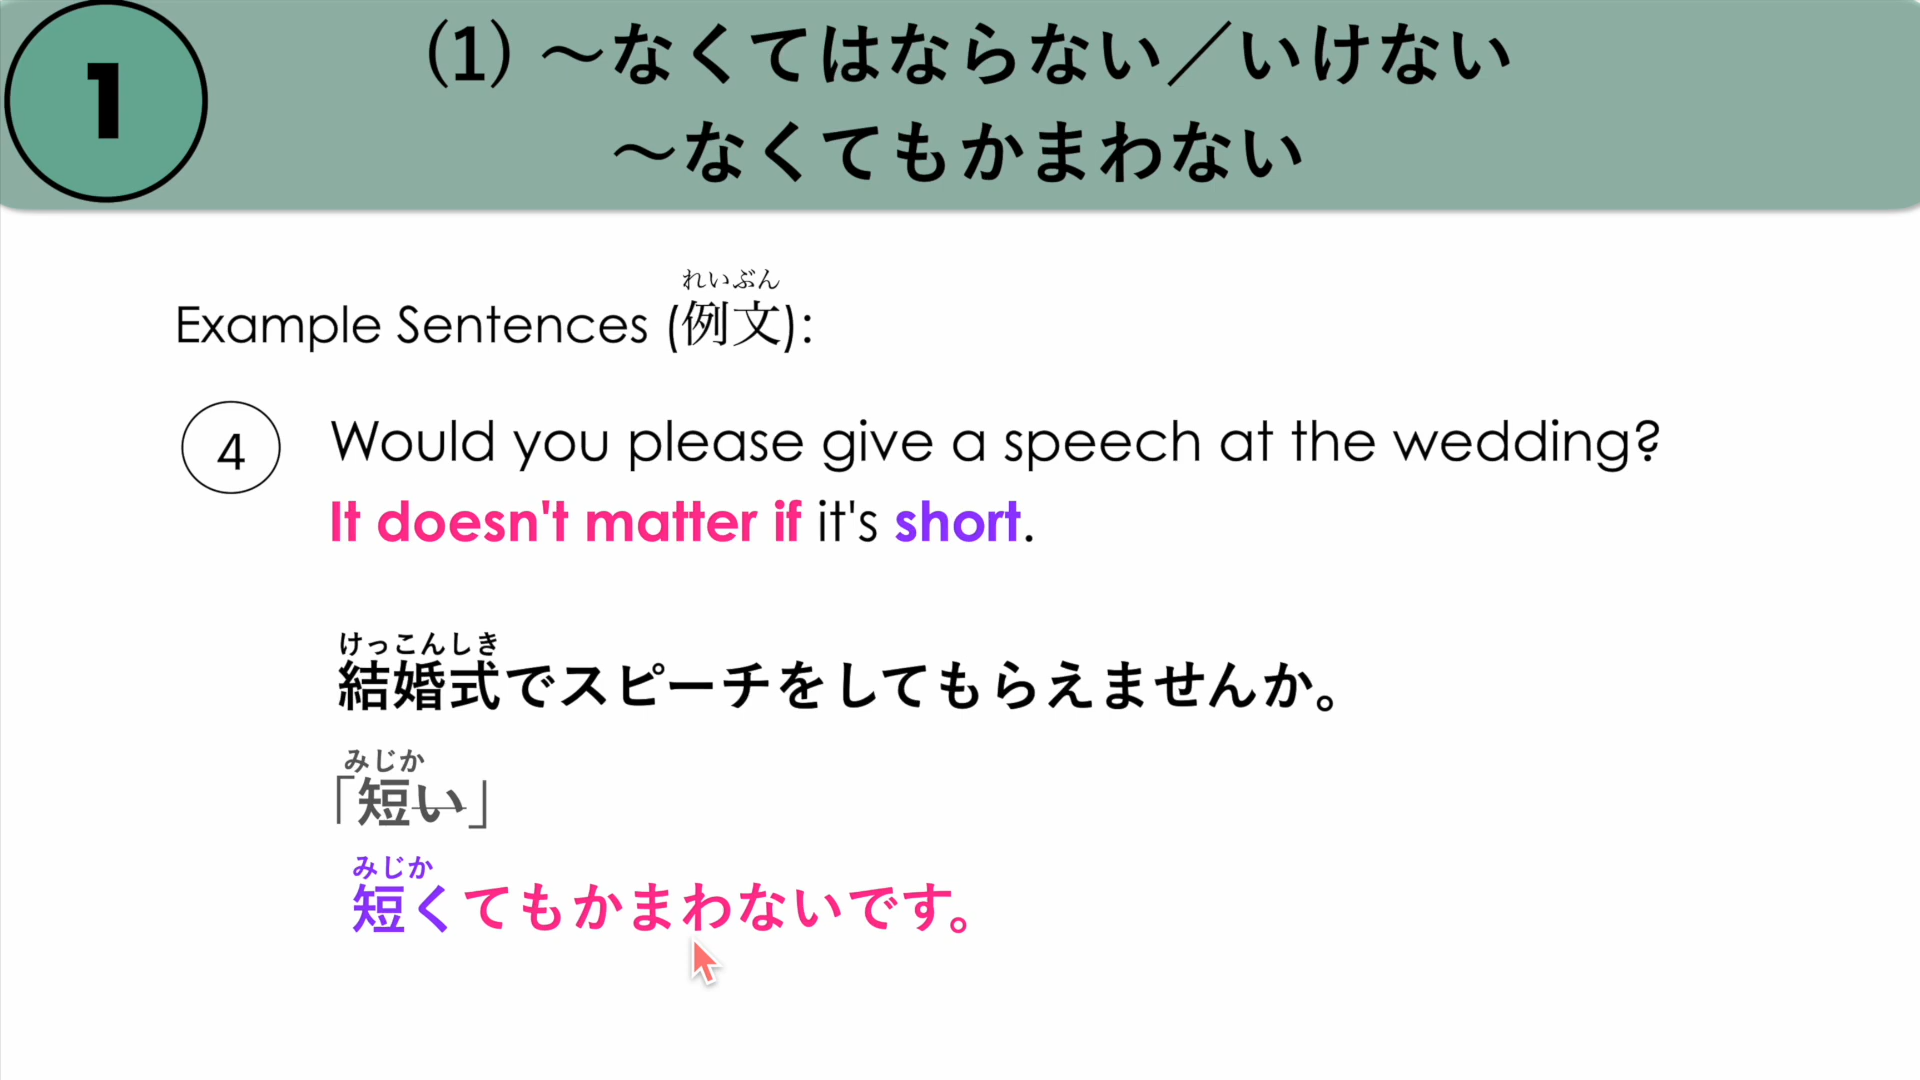 1
(1) ～なくてはならない／いけない
～なくてもかまわない
れいぶん
Example Sentences (例文):
4
Would you please give a speech at the wedding?
It doesn't matter if it's short.
けっこんしき
結婚式でスピーチをしてもらえませんか。
みじか
「短い」
みじか
短くてもかまわないです。